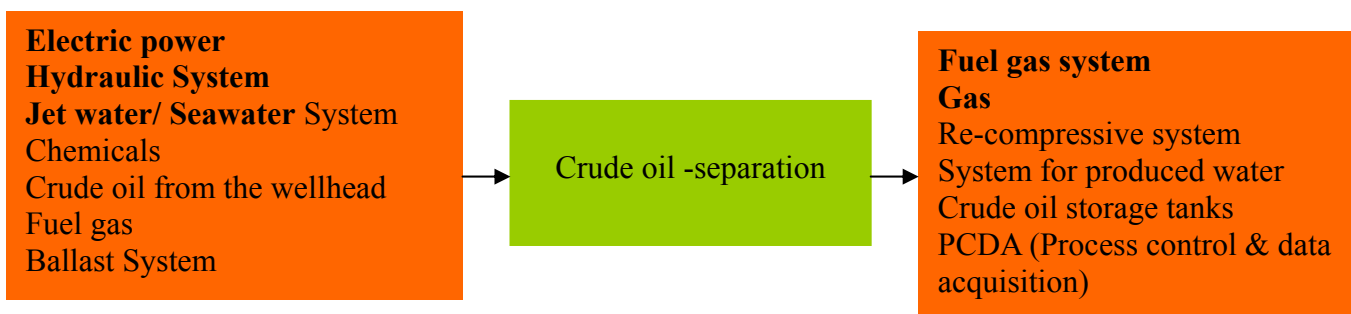 Electric power
Hydraulic System
Jet water/ Seawater System
Chemicals
Crude oil from the wellhead
Fuel gas
Ballast System
Crude oil -separation
Fuel gas system
Gas
Re-compressive system
System for produced water
Crude oil storage tanks
PCDA (Process control & data
acquisition)